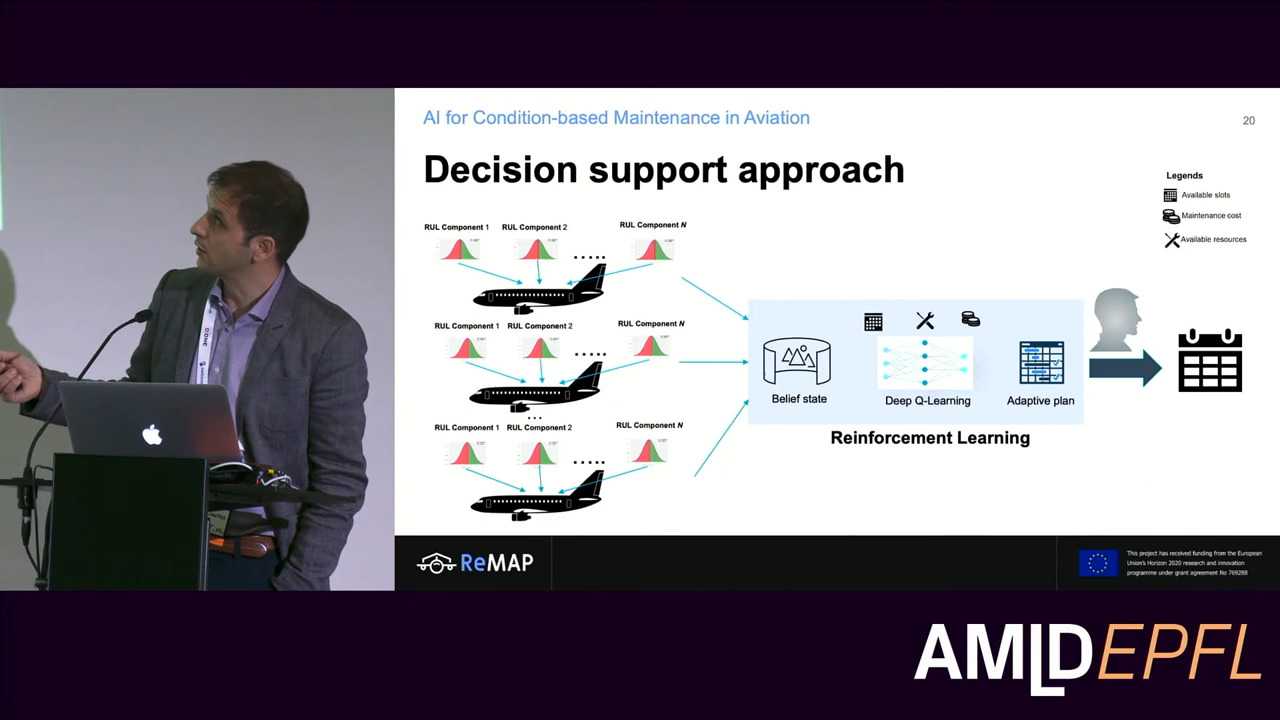 AI for Condition-based Maintenance in Aviation
20
Decision support approach
Legends
Available slots
Maintenance cost
Available resources
RUL Component 1
RUL Component 2
RUL Component N
.....
RUL Component 1
RUL Component 2
RUL Component N
.....
...
RUL Component 1
RUL Component 2
RUL Component N
.....
Belief state
Deep Q-Learning
Adaptive plan
Reinforcement Learning
ReMAP
This project has received funding from the European
Union's Horizon 2020 research and innovation
programme under grant agreement No 769288
AMLD EPFL